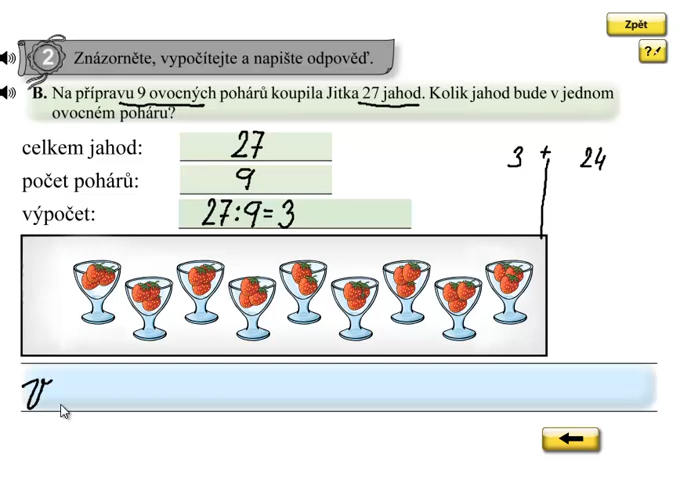 Zpět
?
2 Znázorněte, vypočítejte a napište odpověď.
B. Na přípravu 9 ovocných pohárů koupila Jitka 27 jahod. Kolik jahod bude v jednom
ovocném poháru?
celkem jahod: 27
3 + 24
počet pohárů: 9
výpočet: 27:9=3
V